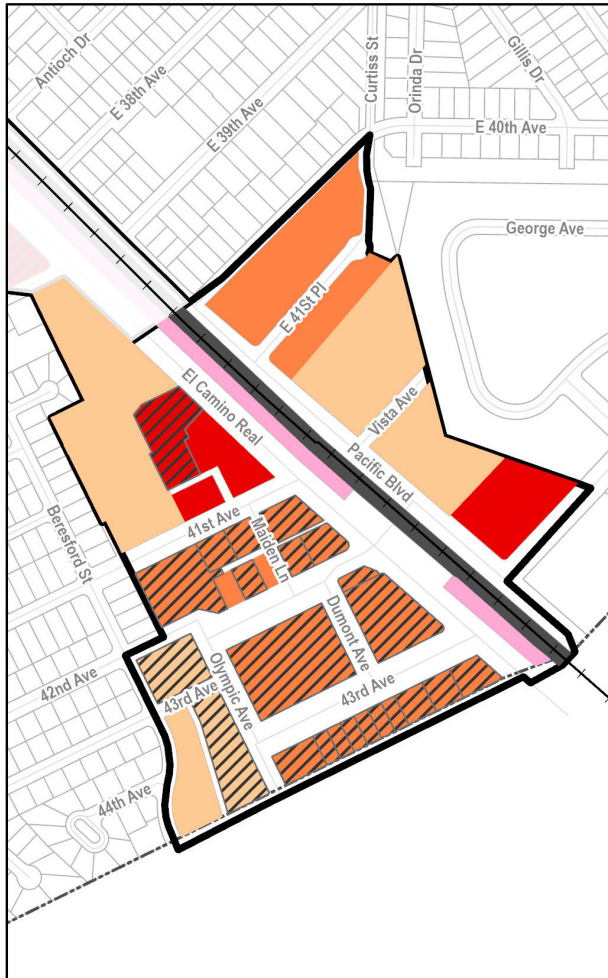 Antioch Dr
E 38th Ave
E 39th Ave
Curtiss St
Orinda Dr
Gillis Dr
E 40th Ave
George Ave
E 41St Pl
El Camino Real
Vista Ave
Pacific Blvd
Beresford St
41st Ave
Maiden Ln
Dumont Ave
42nd Ave
43rd Ave
Olympic Ave
43rd Ave
44th Ave